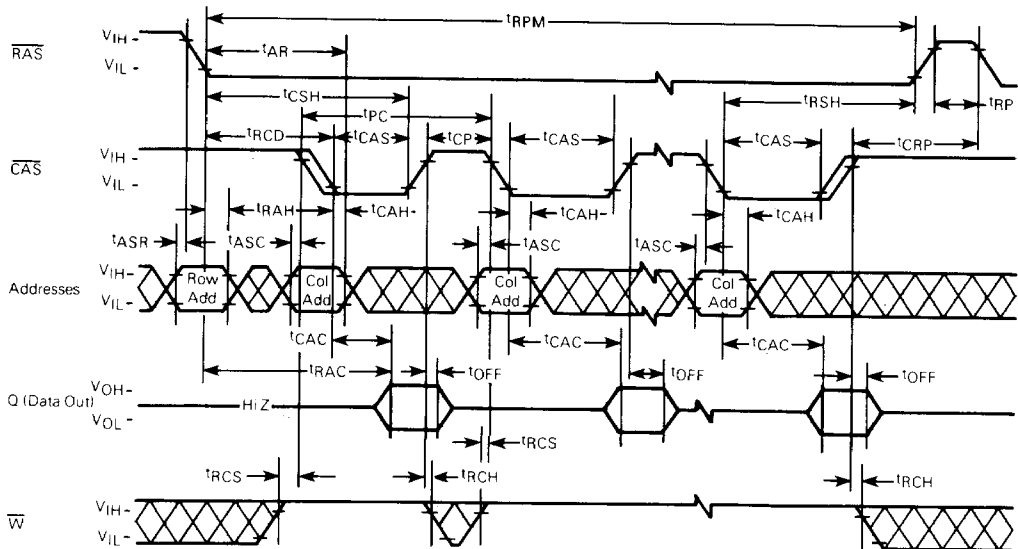 tRPM
VIH
tAR
RAS
VIL
tCSH
tRSH
tRP
tPC
tRCD
tCAS
tCP
tCAS
tCAS
tCRP
VIH
CAS
VIL
tRAH
tCAH
tCAH
tCAH
tASR
tASC
tASC
tASC
VIH
Addresses
VIL
Row Add
Col Add
Col Add
Col Add
tCAC
tCAC
tCAC
tRAC
tOFF
tOFF
tOFF
VOH
Q (Data Out)
HiZ
VOL
tRCS
tRCS
tRCH
tRCH
VIH
W
VIL